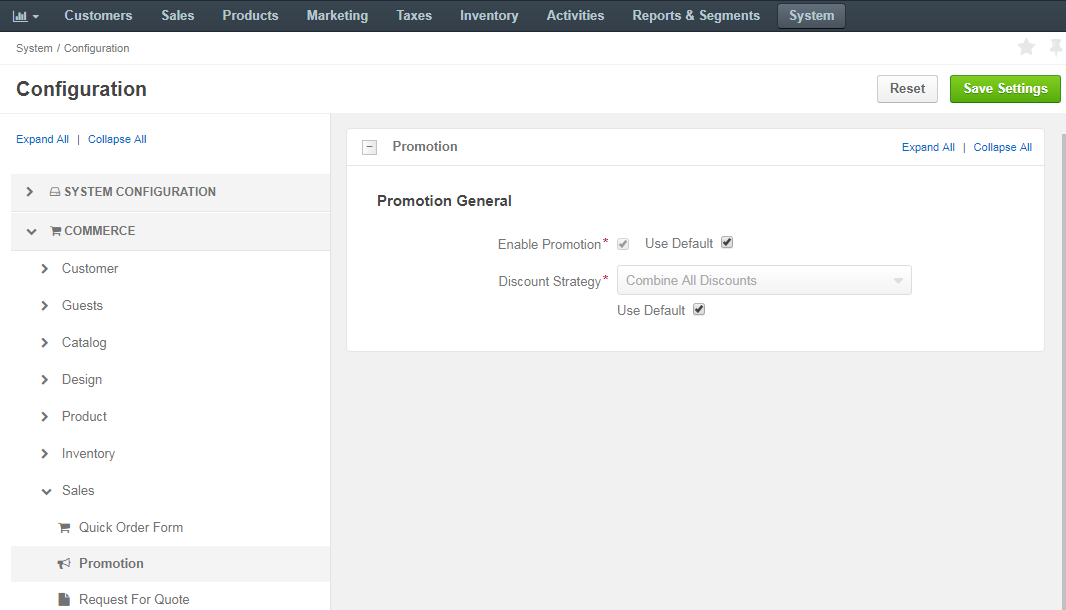 Customers Sales Products Marketing Taxes Inventory Activities Reports & Segments System
System / Configuration
Configuration
Reset Save Settings
Expand All | Collapse All
SYSTEM CONFIGURATION
COMMERCE
Customer
Guests
Catalog
Design
Product
Inventory
Sales
Quick Order Form
Promotion
Request For Quote
Promotion Expand All | Collapse All
Promotion General
Enable Promotion* Use Default
Discount Strategy* Combine All Discounts
Use Default